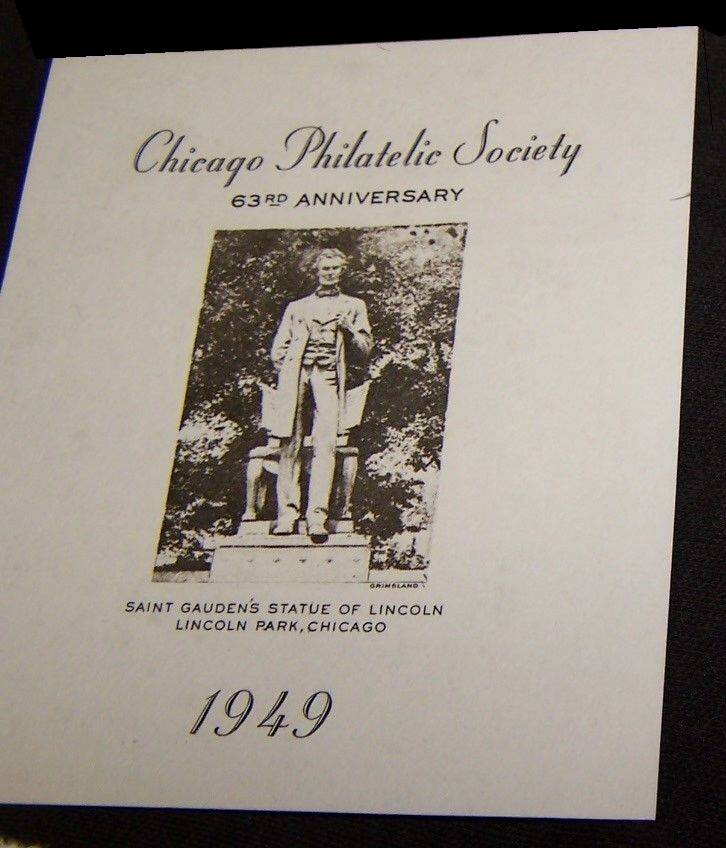 Chicago Philatelic Society
63RD ANNIVERSARY
GRIMSLAND
SAINT GAUDEN'S STATUE OF LINCOLN
LINCOLN PARK, CHICAGO
1949